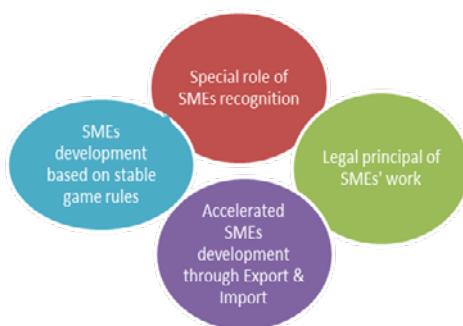 Special role of
SMEs recognition
SMEs
development
based on stable
game rules
Legal principal of
SMEs' work
Accelerated
SMEs
development
through Export &
Import